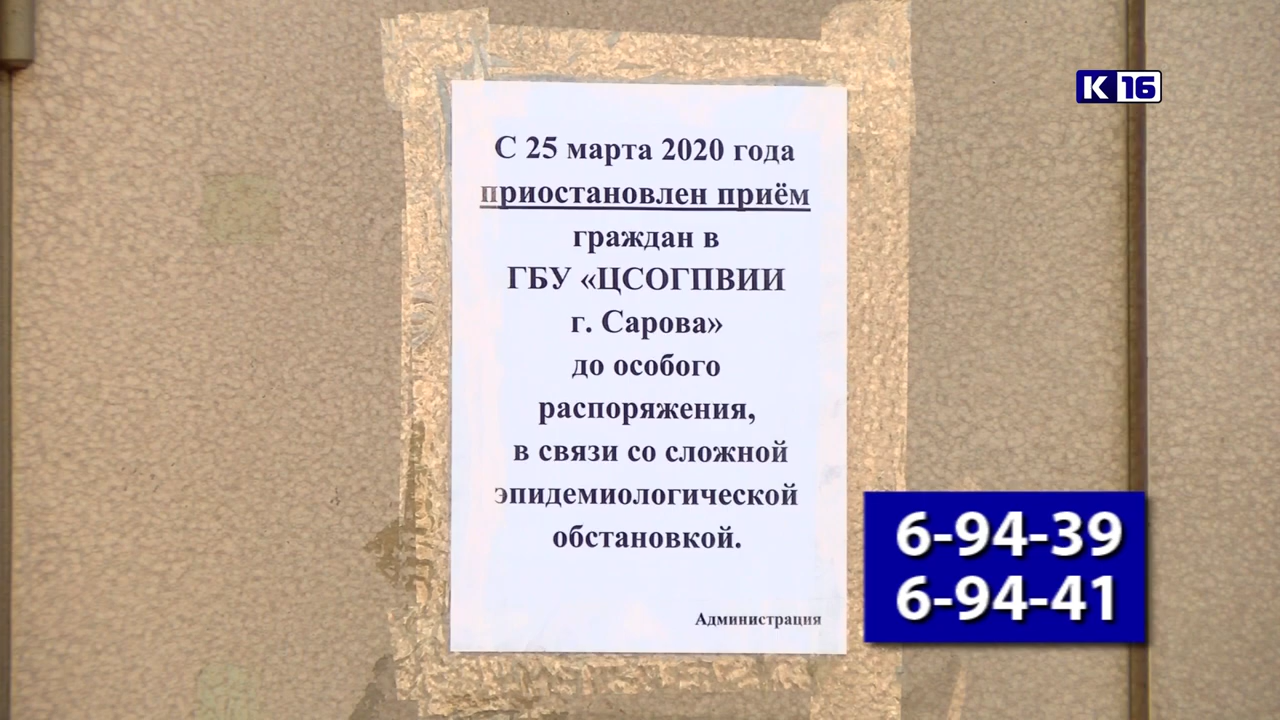 К 16
С 25 марта 2020 года
приостановлен приём
граждан в
ГБУ «ЦСОГПВИИ
г. Сарова»
до особого
распоряжения,
в связи со сложной
эпидемиологической
обстановкой.
Администрация
6-94-39
6-94-41